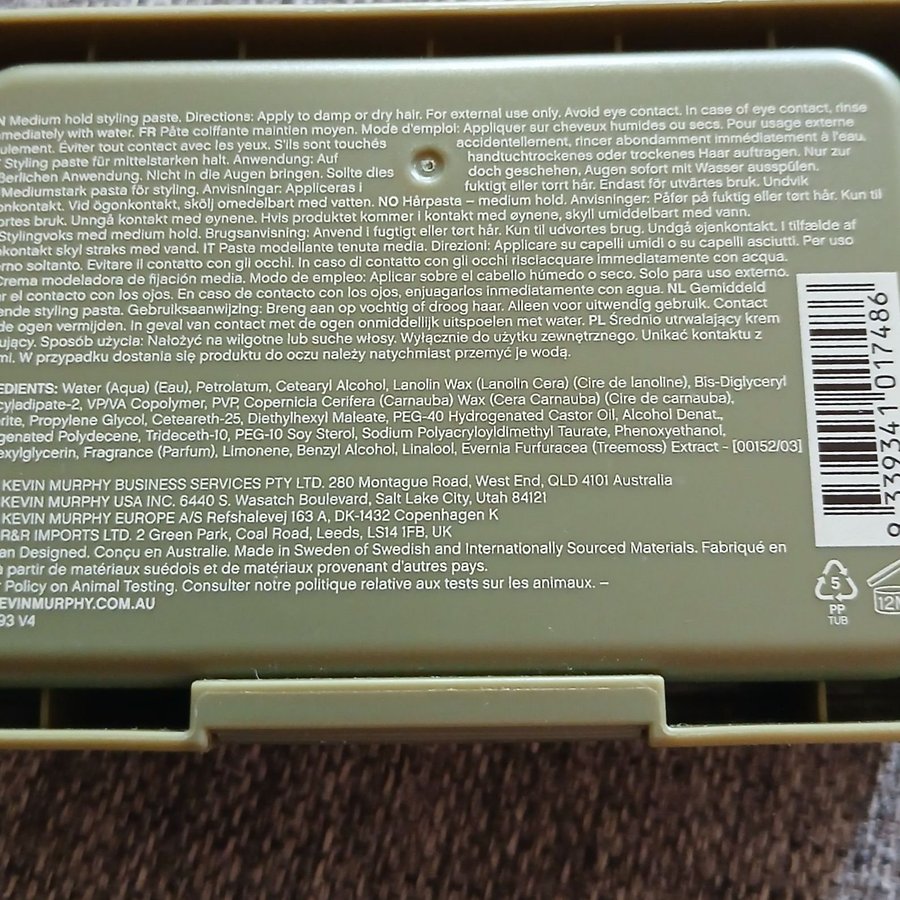 N Medium hold styling paste. Directions: Apply to damp or dry hair. For external use only. Avoid eye contact. In case of eye contact, rinse
mmediately with water. FR Pâte coiffante maintien moyen. Mode d'emploi: Appliquer sur cheveux humides ou secs. Pour usage externe
ulement. Éviter tout contact avec les yeux. S'ils sont touchés accidentellement, rincer abondamment immédiatement à l'eau.
Styling paste für mittelstarken halt. Anwendung: Auf handtuchtrockenes oder trockenes Haar auftragen. Nur zur
ßerlichen Anwendung. Nicht in die Augen bringen. Sollte dies doch geschehen, Augen sofort mit Wasser ausspülen.
Mediumstark pasta för styling. Anvisningar: Appliceras i fuktigt eller torrt hår. Endast för utvärtes bruk. Undvik
onkontakt. Vid ögonkontakt, skölj omedelbart med vatten. NO Hårpasta – medium hold. Anvisninger: Påfør på fuktig eller tørt hår. Kun til
ortes bruk. Unngå kontakt med øynene. Hvis produktet kommer i kontakt med øynene, skyll umiddelbart med vann.
Stylingvoks med medium hold. Brugsanvisning: Anvend i fugtigt eller tørt hår. Kun til udvortes brug. Undgå øjenkontakt. I tilfælde af
nkontakt skyl straks med vand. IT Pasta modellante tenuta media. Direzioni: Applicare su capelli umidi o su capelli asciutti. Per uso
erno soltanto. Evitare il contatto con gli occhi. In caso di contatto con gli occhi risciacquare immediatamente con acqua.
Crema modeladora de fijación media. Modo de empleo: Aplicar sobre el cabello húmedo o seco. Solo para uso externo.
ar el contacto con los ojos. En caso de contacto con los ojos, enjuagarlos inmediatamente con agua. NL Gemiddeld
ende styling pasta. Gebruiksaanwijzing: Breng aan op vochtig of droog haar. Alleen voor uitwendig gebruik. Contact
de ogen vermijden. In geval van contact met de ogen onmiddellijk uitspoelen met water. PL Średnio utrwalający krem
ujący. Sposób użycia: Nałożyć na wilgotne lub suche włosy. Wyłącznie do użytku zewnętrznego. Unikać kontaktu z
mi. W przypadku dostania się produktu do oczu należy natychmiast przemyć je wodą.
EDIENTS: Water (Aqua) (Eau), Petrolatum, Cetearyl Alcohol, Lanolin Wax (Lanolin Cera) (Cire de lanoline), Bis-Diglyceryl
cyladipate-2, VP/VA Copolymer, PVP, Copernicia Cerifera (Carnauba) Wax (Cera Carnauba) (Cire de carnauba),
rite, Propylene Glycol, Ceteareth-25, Diethylhexyl Maleate, PEG-40 Hydrogenated Castor Oil, Alcohol Denat.,
ogenated Polydecene, Trideceth-10, PEG-10 Soy Sterol, Sodium Polyacryloyldimethyl Taurate, Phenoxyethanol,
exylglycerin, Fragrance (Parfum), Limonene, Benzyl Alcohol, Linalool, Evernia Furfuracea (Treemoss) Extract - [00152/03]
KEVIN MURPHY BUSINESS SERVICES PTY LTD. 280 Montague Road, West End, QLD 4101 Australia
KEVIN MURPHY USA INC. 6440 S. Wasatch Boulevard, Salt Lake City, Utah 84121
KEVIN MURPHY EUROPE A/S Refshalevej 163 A, DK-1432 Copenhagen K
R&R IMPORTS LTD. 2 Green Park, Coal Road, Leeds, LS14 1FB, UK
an Designed. Conçu en Australie. Made in Sweden of Swedish and Internationally Sourced Materials. Fabriqué en
à partir de matériaux suédois et de matériaux provenant d'autres pays.
Policy on Animal Testing. Consulter notre politique relative aux tests sur les animaux. –
EVINMURPHY.COM.AU
93 V4
9 339341 017486
5
PP
TUB
12M